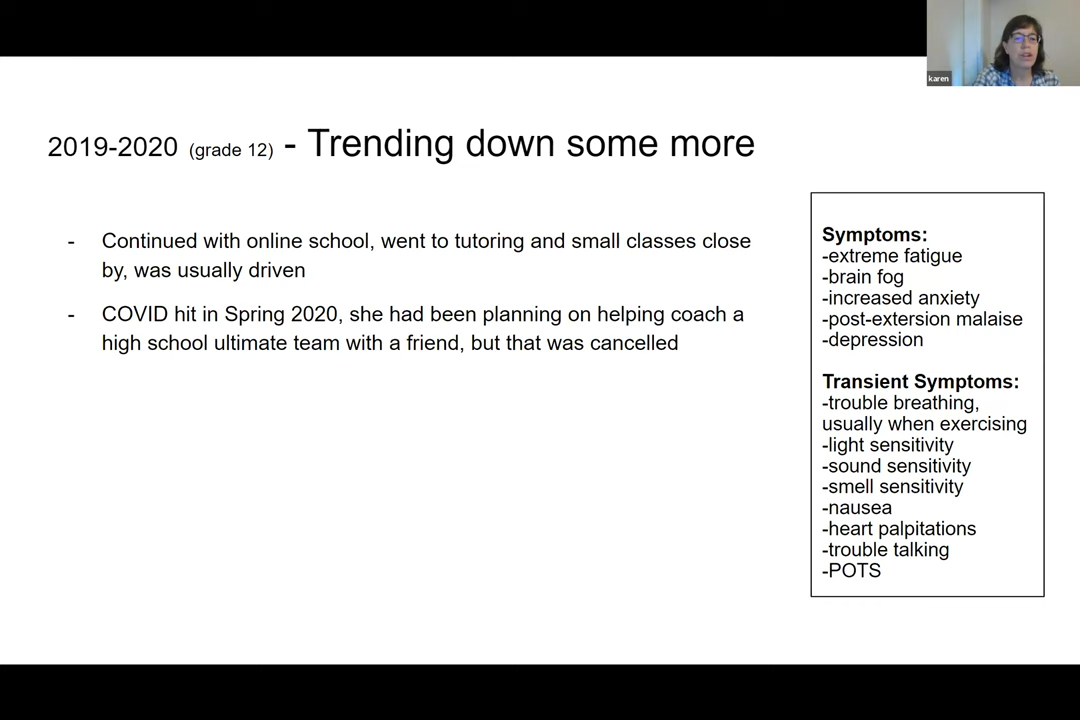 karen
2019-2020 (grade 12) - Trending down some more
- Continued with online school, went to tutoring and small classes close
by, was usually driven
- COVID hit in Spring 2020, she had been planning on helping coach a
high school ultimate team with a friend, but that was cancelled
Symptoms:
-extreme fatigue
-brain fog
-increased anxiety
-post-extersion malaise
-depression
Transient Symptoms:
-trouble breathing,
usually when exercising
-light sensitivity
-sound sensitivity
-smell sensitivity
-nausea
-heart palpitations
-trouble talking
-POTS